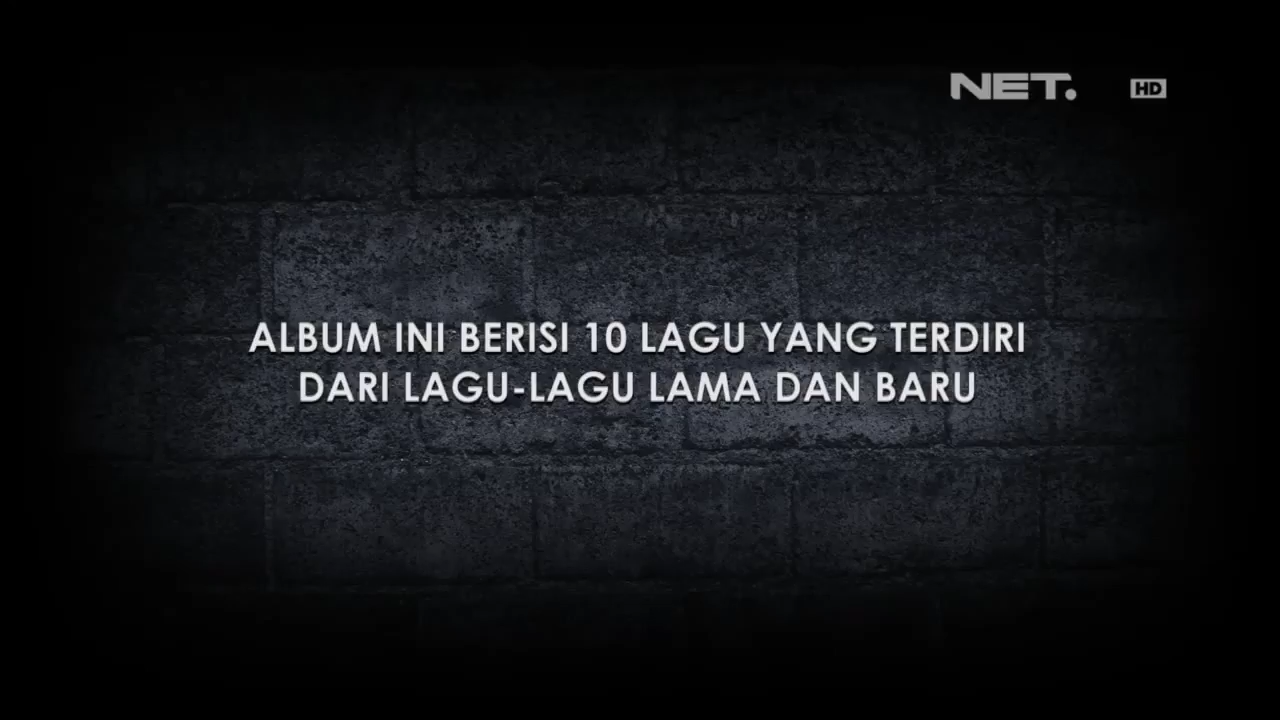 NET. HD
ALBUM INI BERISI 10 LAGU YANG TERDIRI
DARI LAGU-LAGU LAMA DAN BARU